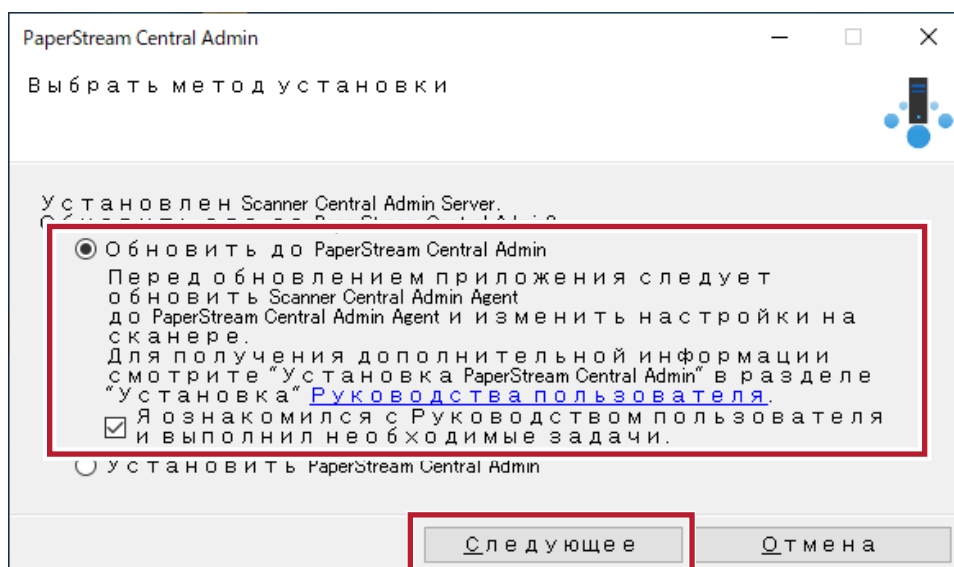 PaperStream Central Admin
Выбрать метод установки
Установлен Scanner Central Admin Server.
Обновить до PaperStream Central Admin
Перед обновлением приложения следует
обновить Scanner Central Admin Agent
до PaperStream Central Admin Agent и изменить настройки на
сканере.
Для получения дополнительной информации
смотрите "Установка PaperStream Central Admin" в разделе
"Установка" Руководства пользователя.
Я ознакомился с Руководством пользователя
и выполнил необходимые задачи.
Установить PaperStream Central Admin
Следующее
Отмена